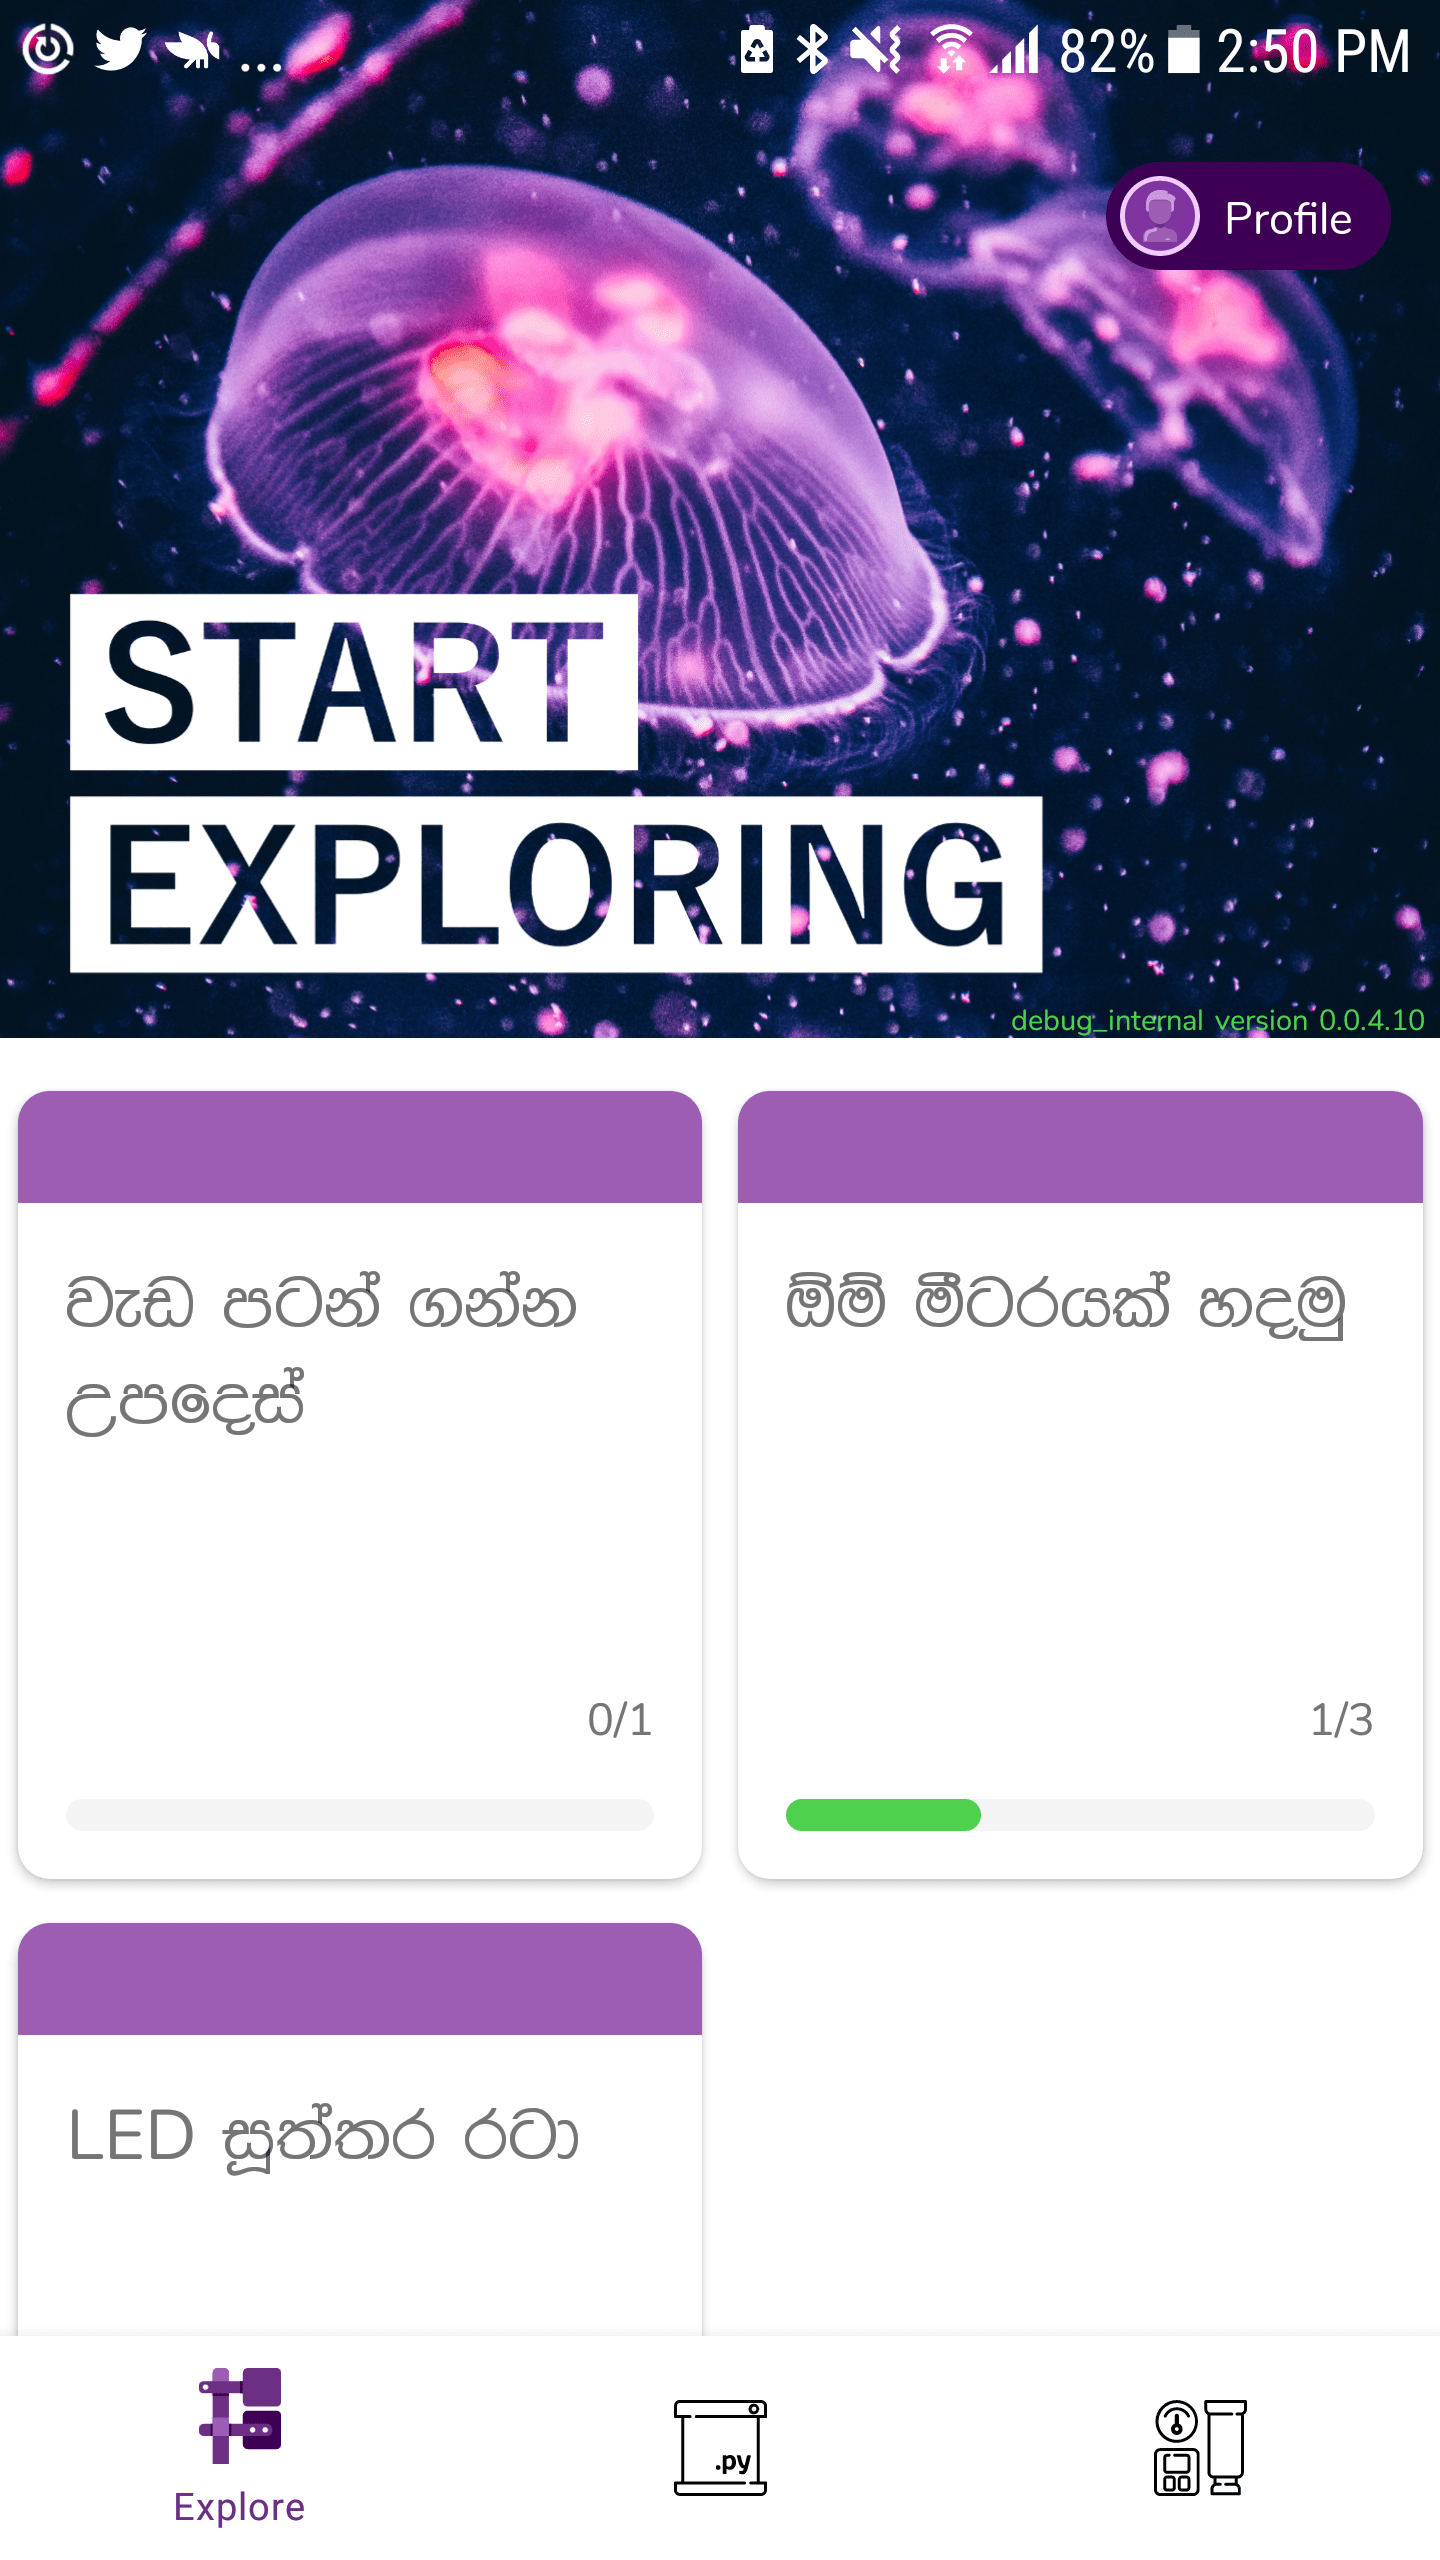 82% 2:50 PM
Profile
START
EXPLORING
debug_internal version 0.0.4.10
වැඩ පටන් ගන්න
උපදෙස්
0/1
ඕම් මීටරයක් හදමු
1/3
LED සූත්තර රටා
Explore
.py